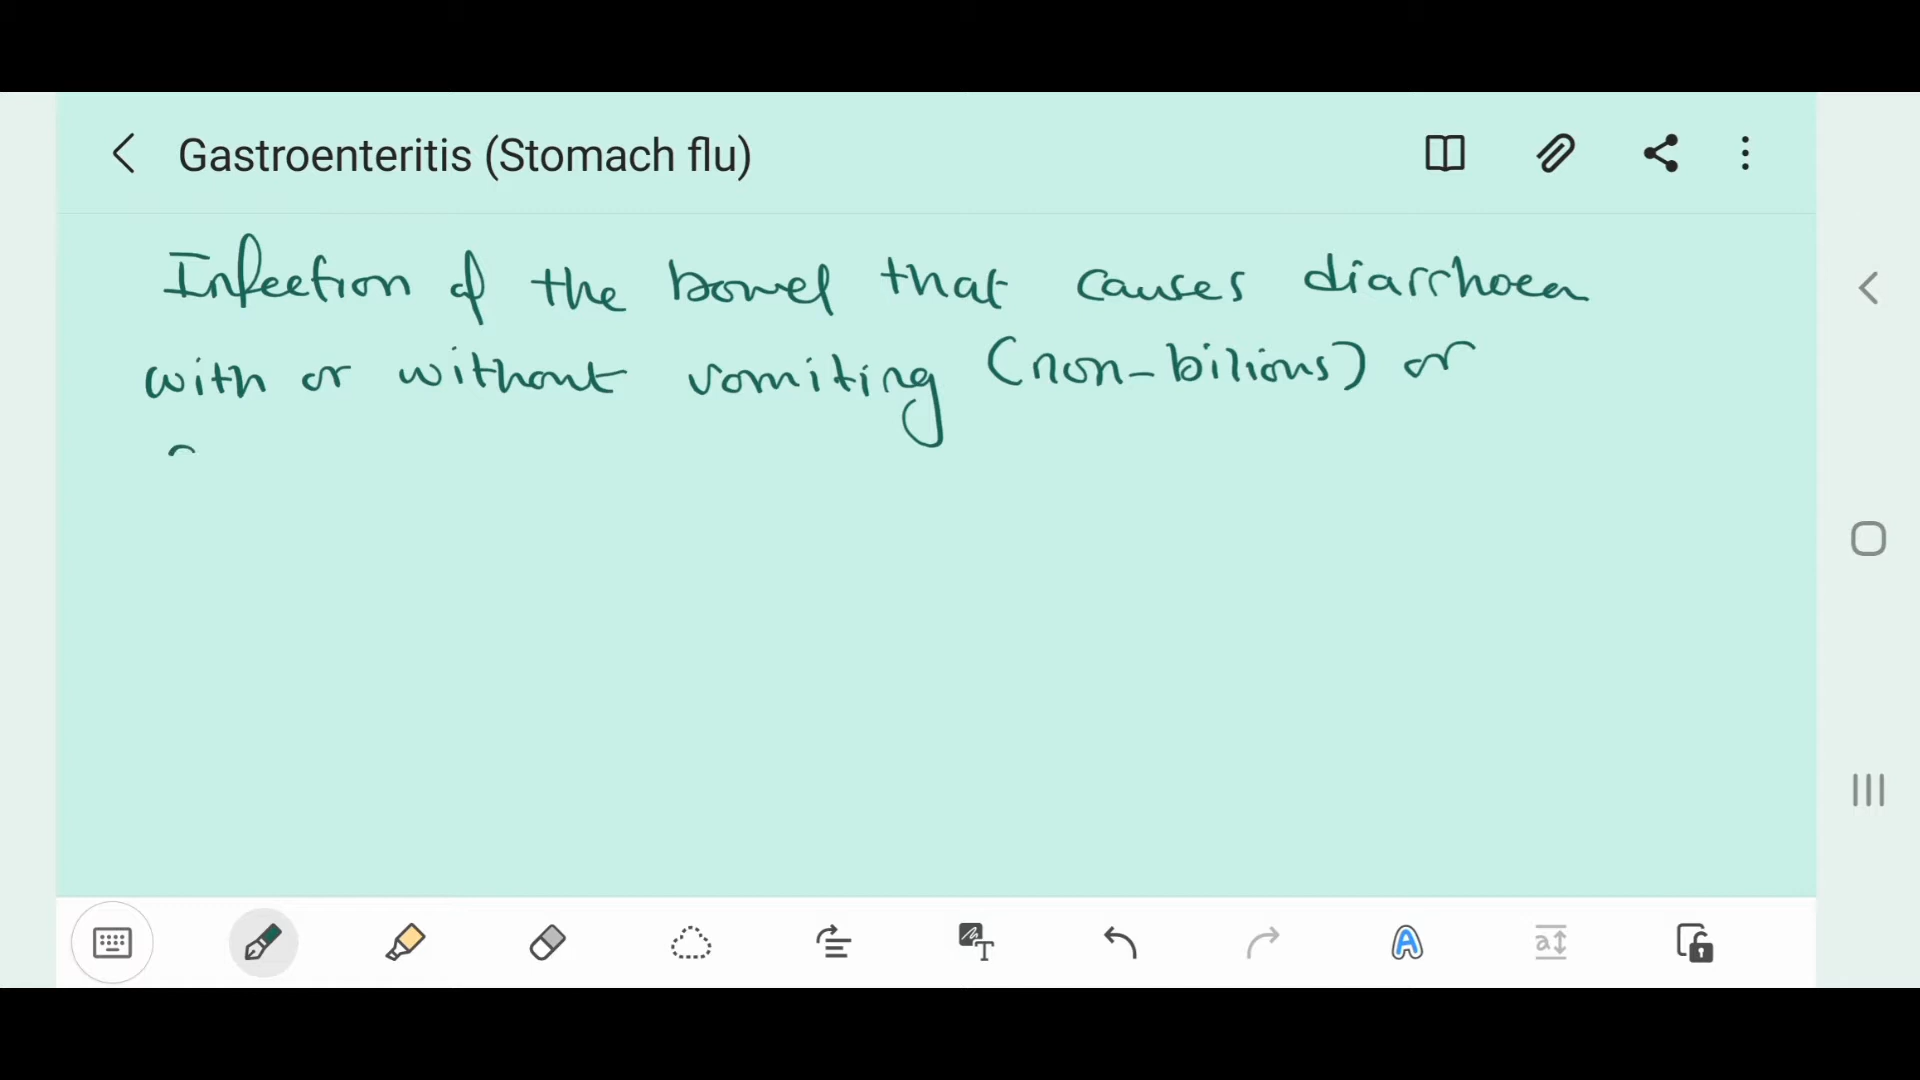 Gastroenteritis (Stomach flu)
Infection of the bowel that causes diarrhoea
with or without vomiting (non-bilious) or